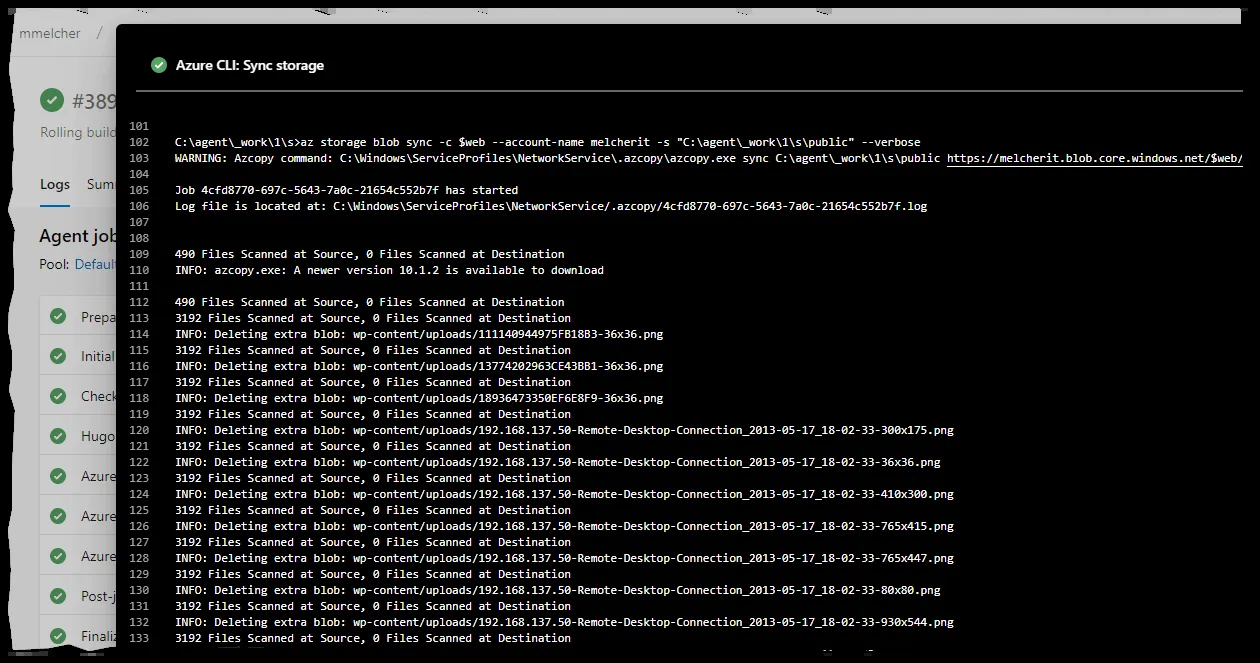 mmelcher /
#389
Rolling build
Logs Sum
Agent job
Pool: Default
Prepa
Initial
Check
Hugo
Azure
Azure
Azure
Post-j
Finaliz
Azure CLI: Sync storage
101
102 C:\agent\_work\1\s>az storage blob sync -c $web --account-name melcherit -s "C:\agent\_work\1\s\public" --verbose
103 WARNING: Azcopy command: C:\Windows\ServiceProfiles\NetworkService\.azcopy\azcopy.exe sync C:\agent\_work\1\s\public https://melcherit.blob.core.windows.net/$web/
104
105 Job 4cfd8770-697c-5643-7a0c-21654c552b7f has started
106 Log file is located at: C:\Windows\ServiceProfiles\NetworkService/.azcopy/4cfd8770-697c-5643-7a0c-21654c552b7f.log
107
108
109 490 Files Scanned at Source, 0 Files Scanned at Destination
110 INFO: azcopy.exe: A newer version 10.1.2 is available to download
111
112 490 Files Scanned at Source, 0 Files Scanned at Destination
113 3192 Files Scanned at Source, 0 Files Scanned at Destination
114 INFO: Deleting extra blob: wp-content/uploads/111140944975FB18B3-36x36.png
115 3192 Files Scanned at Source, 0 Files Scanned at Destination
116 INFO: Deleting extra blob: wp-content/uploads/13774202963CE43BB1-36x36.png
117 3192 Files Scanned at Source, 0 Files Scanned at Destination
118 INFO: Deleting extra blob: wp-content/uploads/18936473350EF6E8F9-36x36.png
119 3192 Files Scanned at Source, 0 Files Scanned at Destination
120 INFO: Deleting extra blob: wp-content/uploads/192.168.137.50-Remote-Desktop-Connection_2013-05-17_18-02-33-300x175.png
121 3192 Files Scanned at Source, 0 Files Scanned at Destination
122 INFO: Deleting extra blob: wp-content/uploads/192.168.137.50-Remote-Desktop-Connection_2013-05-17_18-02-33-36x36.png
123 3192 Files Scanned at Source, 0 Files Scanned at Destination
124 INFO: Deleting extra blob: wp-content/uploads/192.168.137.50-Remote-Desktop-Connection_2013-05-17_18-02-33-410x300.png
125 3192 Files Scanned at Source, 0 Files Scanned at Destination
126 INFO: Deleting extra blob: wp-content/uploads/192.168.137.50-Remote-Desktop-Connection_2013-05-17_18-02-33-765x415.png
127 3192 Files Scanned at Source, 0 Files Scanned at Destination
128 INFO: Deleting extra blob: wp-content/uploads/192.168.137.50-Remote-Desktop-Connection_2013-05-17_18-02-33-765x447.png
129 3192 Files Scanned at Source, 0 Files Scanned at Destination
130 INFO: Deleting extra blob: wp-content/uploads/192.168.137.50-Remote-Desktop-Connection_2013-05-17_18-02-33-80x80.png
131 3192 Files Scanned at Source, 0 Files Scanned at Destination
132 INFO: Deleting extra blob: wp-content/uploads/192.168.137.50-Remote-Desktop-Connection_2013-05-17_18-02-33-930x544.png
133 3192 Files Scanned at Source, 0 Files Scanned at Destination